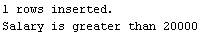 1 rows inserted.
Salary is greater than 20000